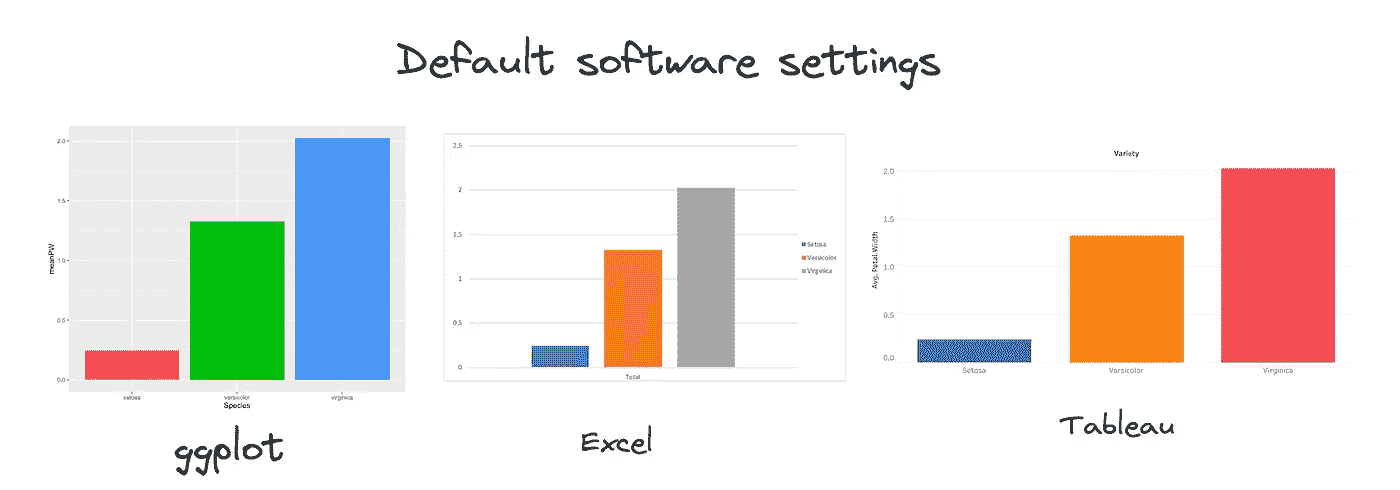 Default software settings
2.0
1.5
1.0
0.5
0.0
meanPW
setosa
versicolor
virginica
Species
ggplot
2.5
2
1.5
1
0.5
0
Total
Setosa
Versicolor
Virginica
Excel
Variety
2.0
1.5
1.0
0.5
0.0
Avg. Petal.Width
Setosa
Versicolor
Virginica
Tableau